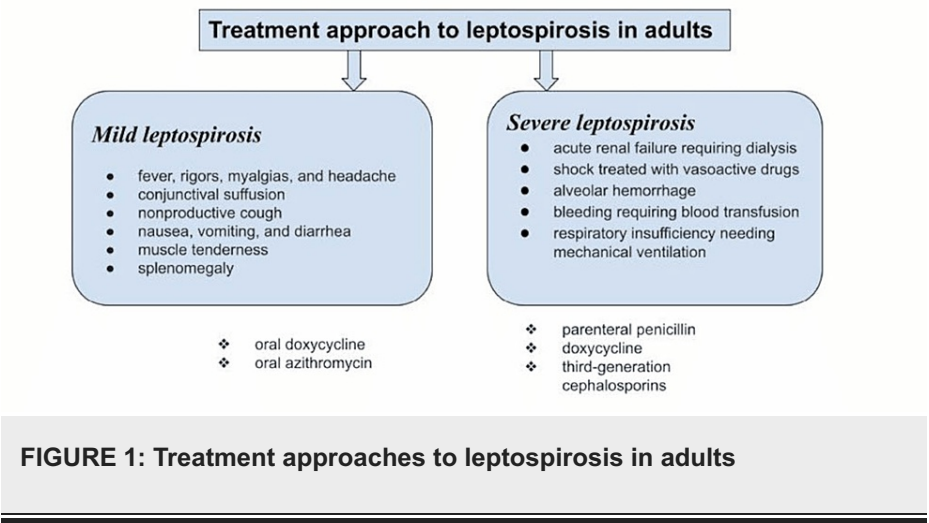 Treatment approach to leptospirosis in adults
Mild leptospirosis
● fever, rigors, myalgias, and headache
● conjunctival suffusion
● nonproductive cough
● nausea, vomiting, and diarrhea
● muscle tenderness
● splenomegaly
❖ oral doxycycline
❖ oral azithromycin
Severe leptospirosis
● acute renal failure requiring dialysis
● shock treated with vasoactive drugs
● alveolar hemorrhage
● bleeding requiring blood transfusion
● respiratory insufficiency needing
mechanical ventilation
❖ parenteral penicillin
❖ doxycycline
❖ third-generation
cephalosporins
FIGURE 1: Treatment approaches to leptospirosis in adults